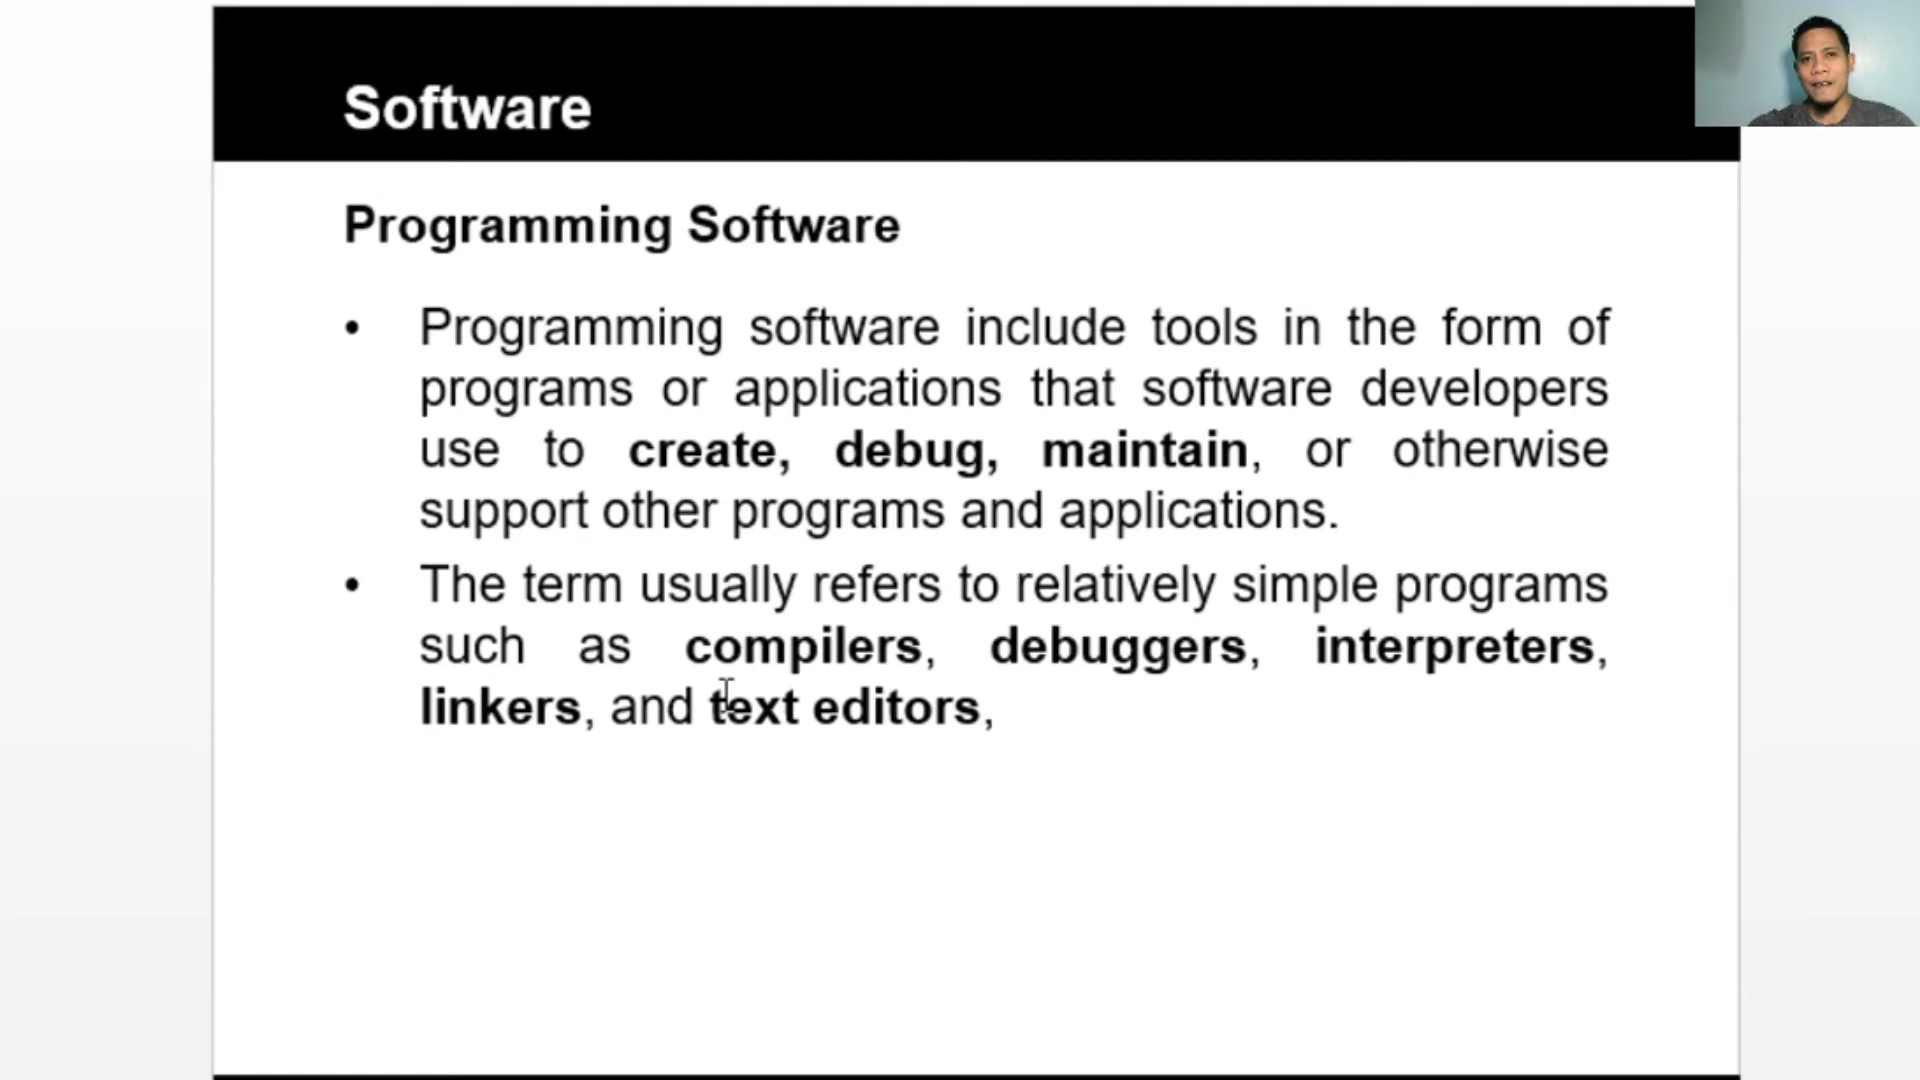 Software
Programming Software
• Programming software include tools in the form of
programs or applications that software developers
use to create, debug, maintain, or otherwise
support other programs and applications.
• The term usually refers to relatively simple programs
such as compilers, debuggers, interpreters,
linkers, and text editors,